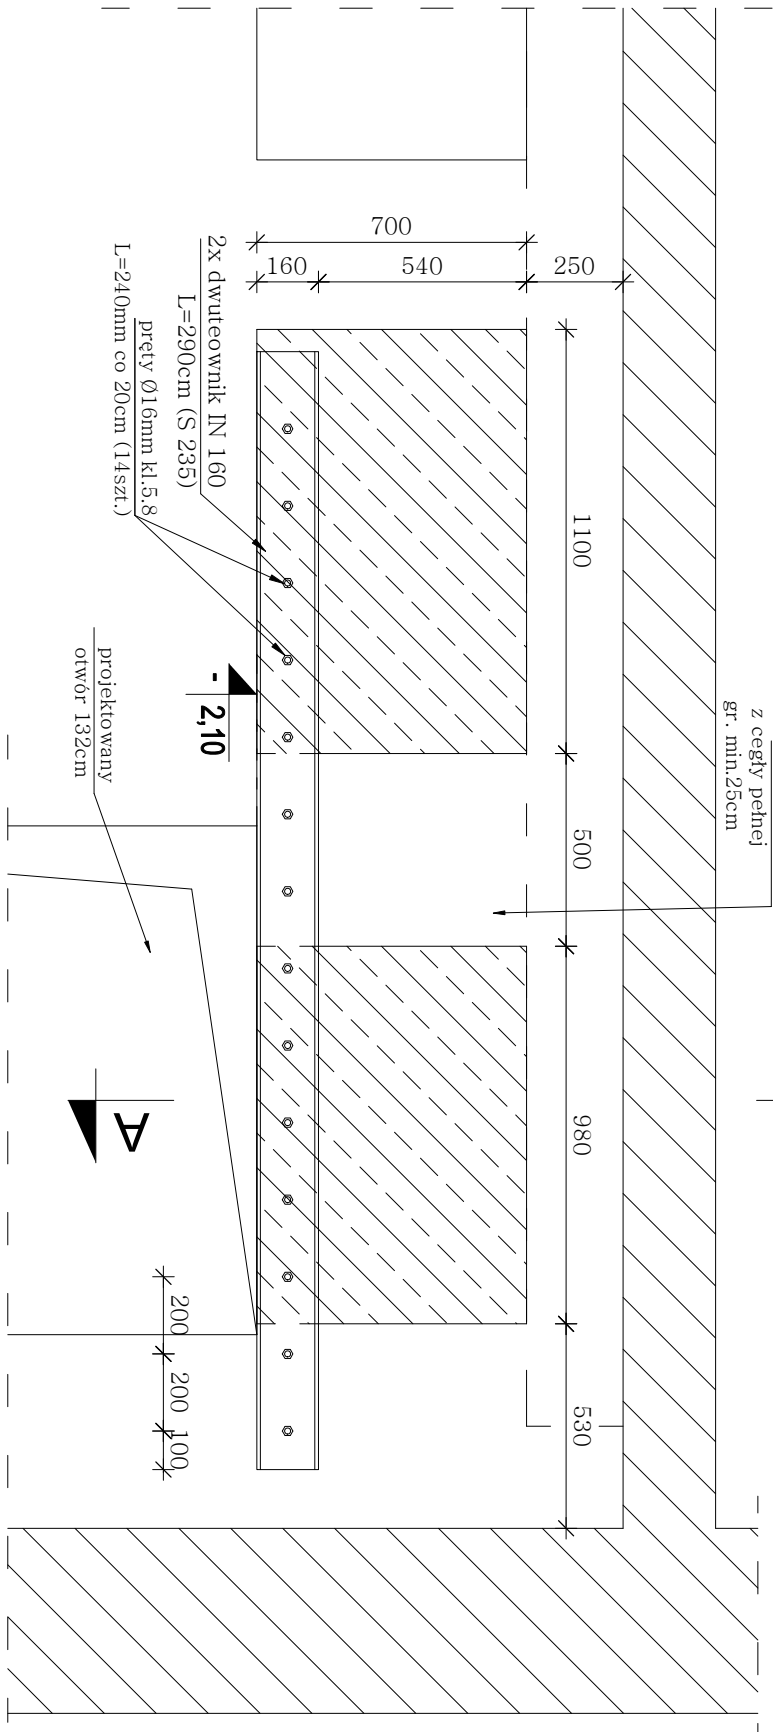 z cegły pełnej
gr. min.25cm
700
160
540
250
2x dwuteownik IN 160
L=290cm (S 235)
pręty Ø16mm kl.5.8
L=240mm co 20cm (14szt.)
1100
500
980
530
- 2,10
projektowany
otwór 132cm
A
200
200
100